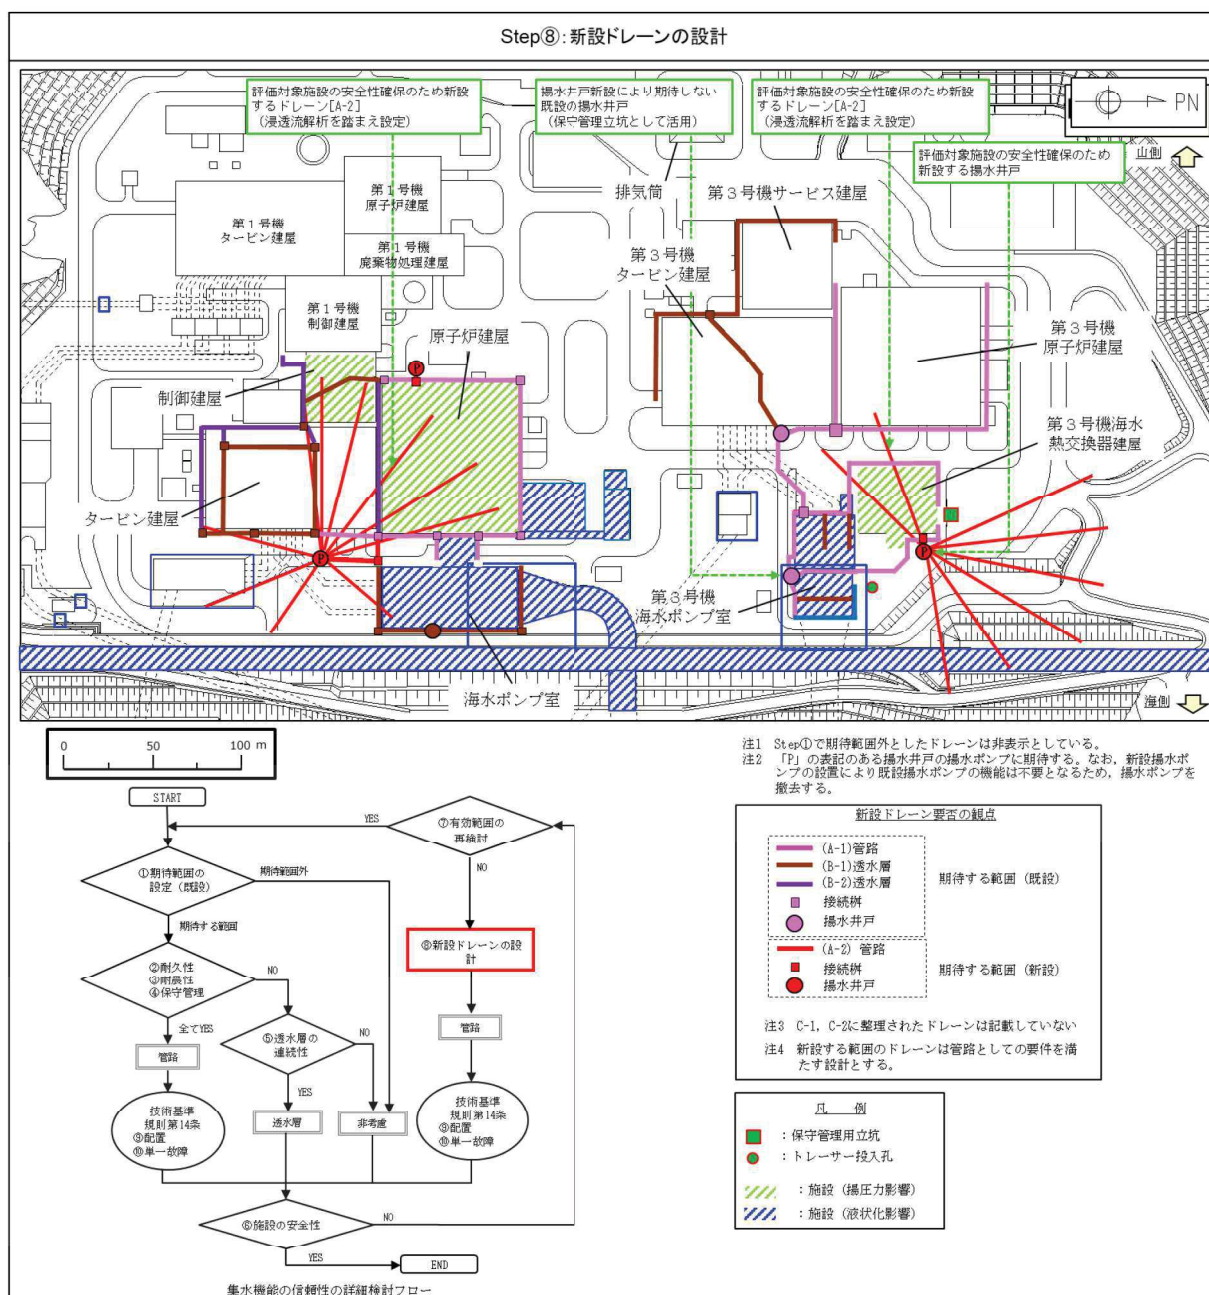 Step⑧：新設ドレーンの設計
評価対象施設の安全性確保のため新設
するドレーン[A-2]
（浸透流解析を踏まえ設定）
揚水井戸新設により期待しない
既設の揚水井戸
（保守管理立坑として活用）
評価対象施設の安全性確保のため新設
するドレーン[A-2]
（浸透流解析を踏まえ設定）
PN
山側
評価対象施設の安全性確保のため
新設する揚水井戸
排気筒
第３号機サービス建屋
第１号機
原子炉建屋
第１号機
タービン建屋
第１号機
廃棄物処理建屋
第３号機
タービン建屋
第１号機
制御建屋
原子炉建屋
第３号機
原子炉建屋
P
制御建屋
第３号機海水
熱交換器建屋
タービン建屋
P
P
第３号機
海水ポンプ室
海水ポンプ室
海側
0 50 100 m
注1 Step①で期待範囲外としたドレーンは非表示としている。
注2 「P」の表記のある揚水井戸の揚水ポンプに期待する。なお，新設揚水ポ
ンプの設置により既設揚水ポンプの機能は不要となるため，揚水ポンプを
撤去する。
START
YES
⑦有効範囲の
再検討
NO
①期待範囲の
設定（既設）
期待範囲外
期待する範囲
⑧新設ドレーンの設
計
②耐久性
③耐震性
④保守管理
NO
全てYES
⑤透水層の
連続性
NO
管路
管路
YES
技術基準
規則第14条
⑨配置
⑩単一故障
透水層
非考慮
技術基準
規則第14条
⑨配置
⑩単一故障
⑥施設の安全性
NO
YES
END
集水機能の信頼性の詳細検討フロー
新設ドレーン要否の観点
(A-1)管路
(B-1)透水層
(B-2)透水層
期待する範囲（既設）
接続桝
揚水井戸
(A-2) 管路
接続桝
期待する範囲（新設）
揚水井戸
注3 C-1, C-2に整理されたドレーンは記載していない
注4 新設する範囲のドレーンは管路としての要件を満
たす設計とする。
凡 例
：保守管理用立坑
：トレーサー投入孔
：施設（揚圧力影響）
：施設（液状化影響）